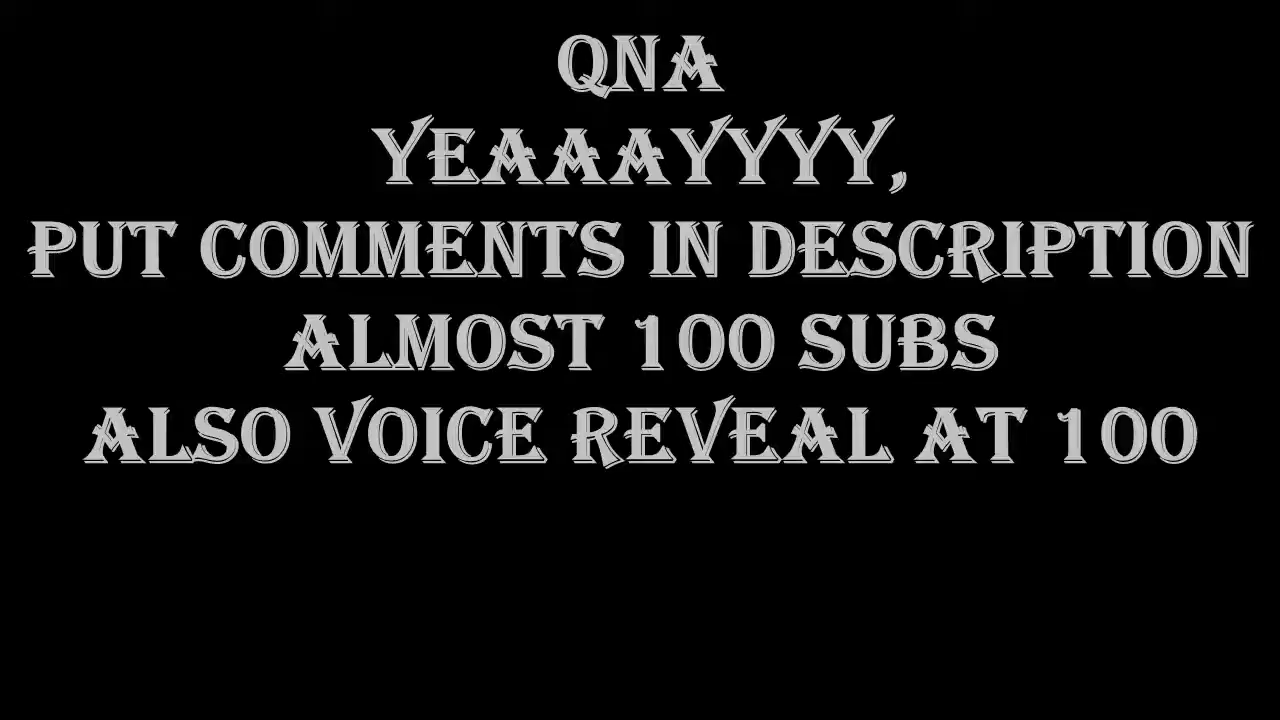 QNA
YEAAAYYYY,
PUT COMMENTS IN DESCRIPTION
ALMOST 100 SUBS
ALSO VOICE REVEAL AT 100